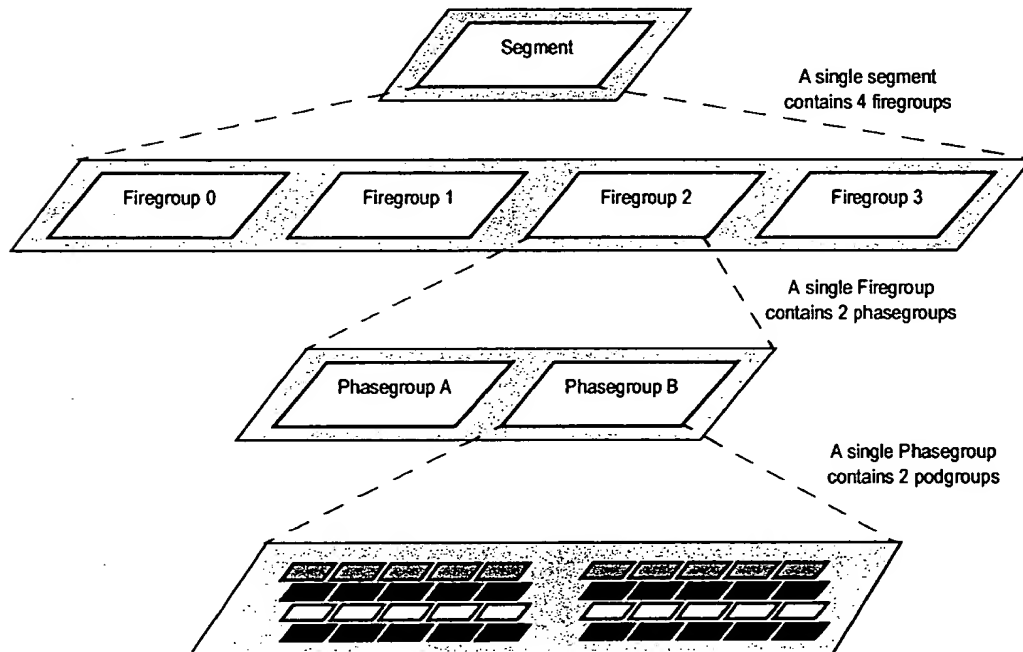 Segment
A single segment
contains 4 firegroups
Firegroup 0
Firegroup 1
Firegroup 2
Firegroup 3
A single Firegroup
contains 2 phasegroups
Phasegroup A
Phasegroup B
A single Phasegroup
contains 2 podgroups